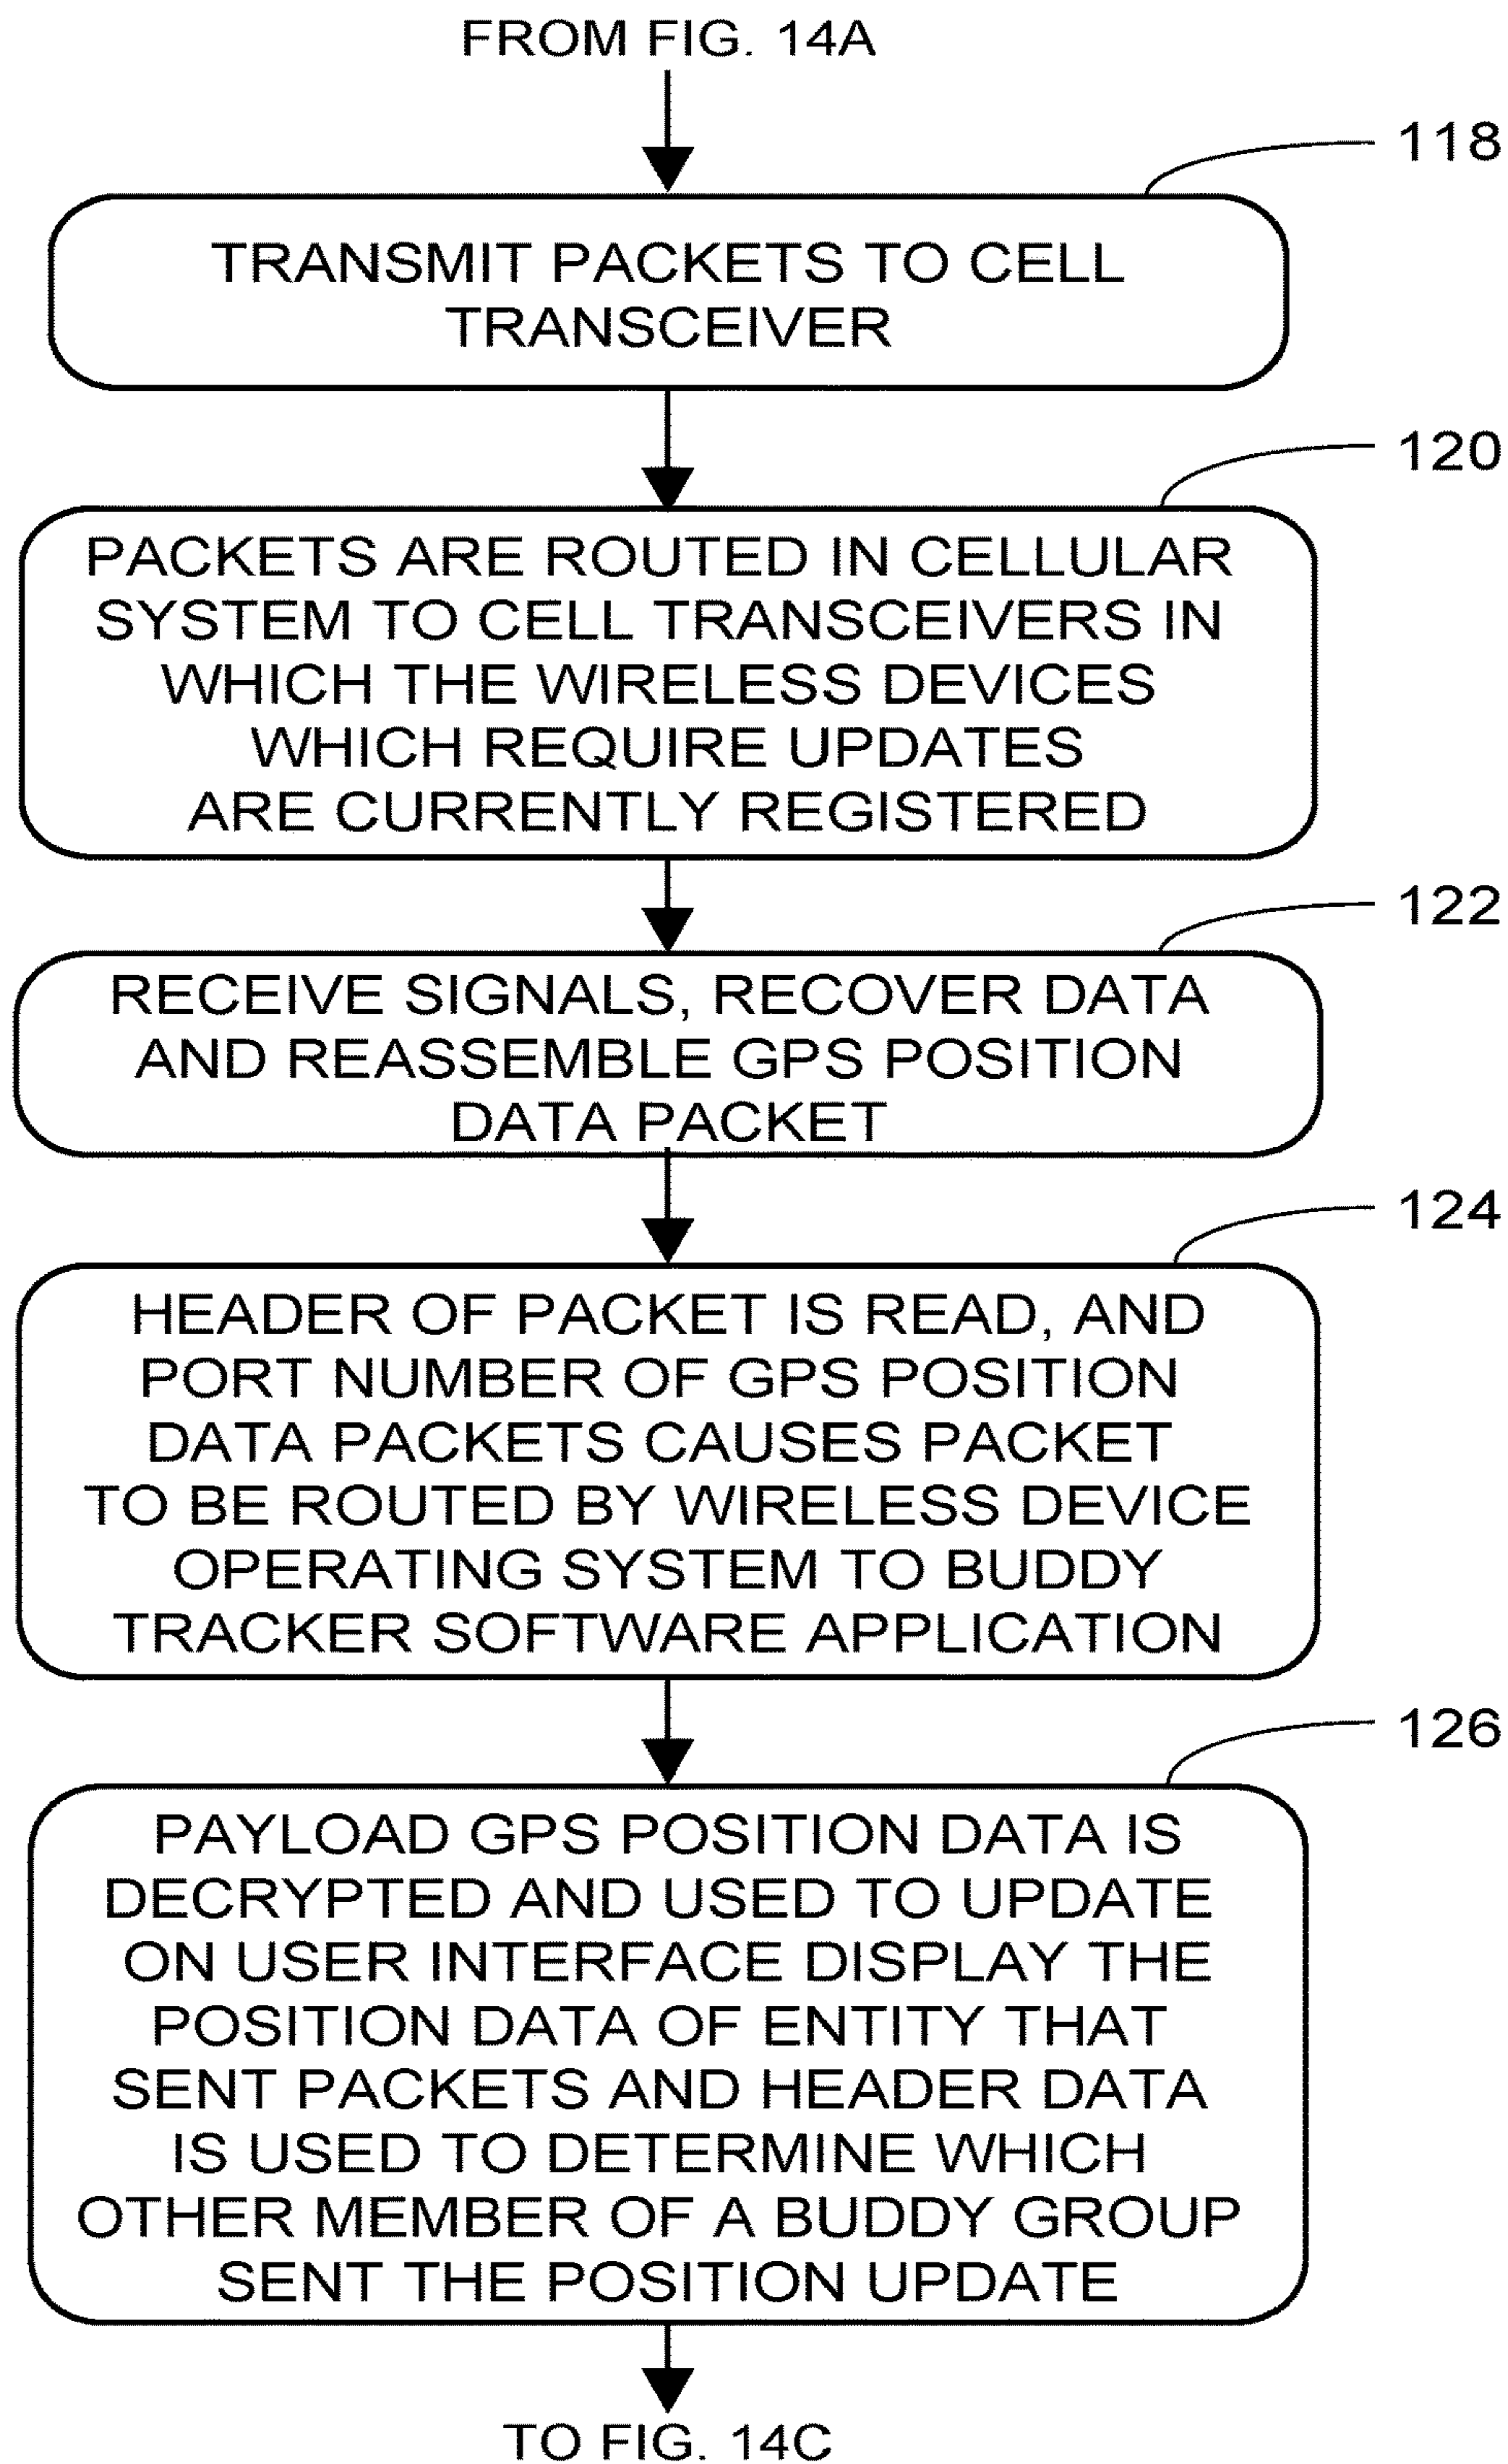 FROM FIG. 14A
118
TRANSMIT PACKETS TO CELL
TRANSCEIVER
120
PACKETS ARE ROUTED IN CELLULAR
SYSTEM TO CELL TRANSCEIVERS IN
WHICH THE WIRELESS DEVICES
WHICH REQUIRE UPDATES
ARE CURRENTLY REGISTERED
122
RECEIVE SIGNALS, RECOVER DATA
AND REASSEMBLE GPS POSITION
DATA PACKET
124
HEADER OF PACKET IS READ, AND
PORT NUMBER OF GPS POSITION
DATA PACKETS CAUSES PACKET
TO BE ROUTED BY WIRELESS DEVICE
OPERATING SYSTEM TO BUDDY
TRACKER SOFTWARE APPLICATION
126
PAYLOAD GPS POSITION DATA IS
DECRYPTED AND USED TO UPDATE
ON USER INTERFACE DISPLAY THE
POSITION DATA OF ENTITY THAT
SENT PACKETS AND HEADER DATA
IS USED TO DETERMINE WHICH
OTHER MEMBER OF A BUDDY GROUP
SENT THE POSITION UPDATE
TO FIG. 14C